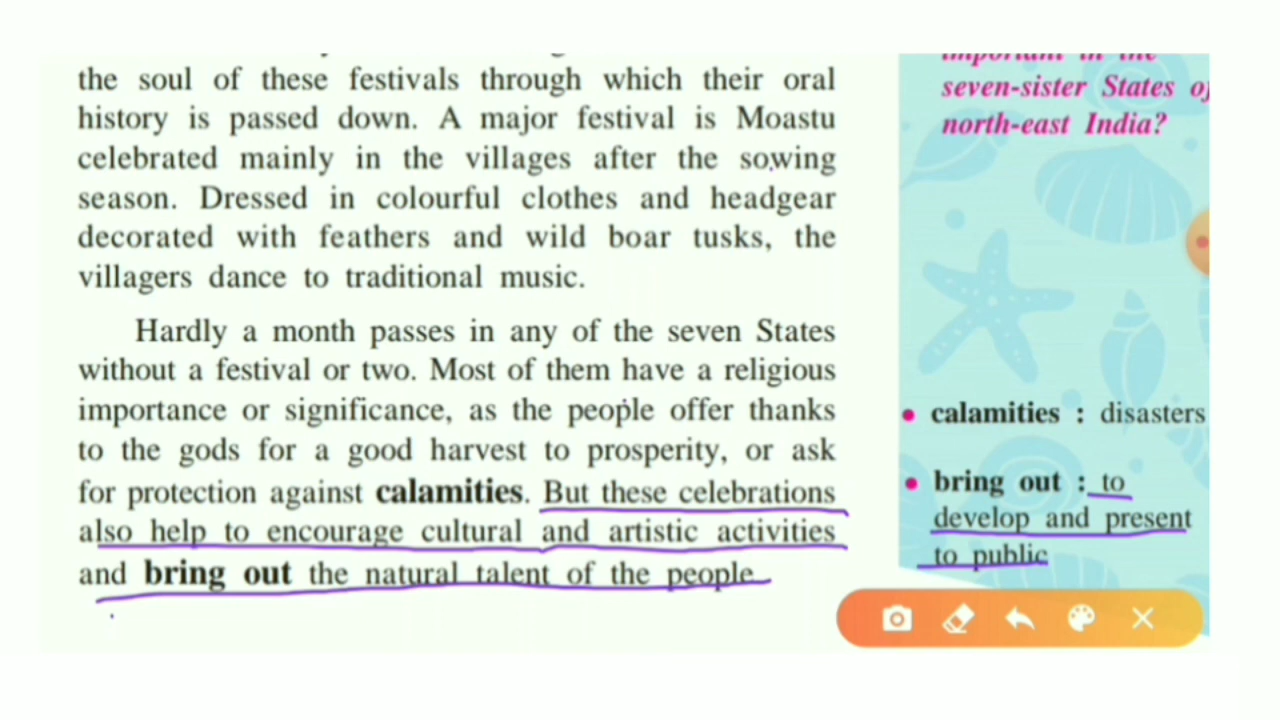 the soul of these festivals through which their oral
history is passed down. A major festival is Moastu
celebrated mainly in the villages after the sowing
season. Dressed in colourful clothes and headgear
decorated with feathers and wild boar tusks, the
villagers dance to traditional music.
Hardly a month passes in any of the seven States
without a festival or two. Most of them have a religious
importance or significance, as the people offer thanks
to the gods for a good harvest to prosperity, or ask
for protection against calamities. But these celebrations
also help to encourage cultural and artistic activities
and bring out the natural talent of the people.
important in the
seven-sister States of
north-east India?
• calamities : disasters
• bring out : to
develop and present
to public